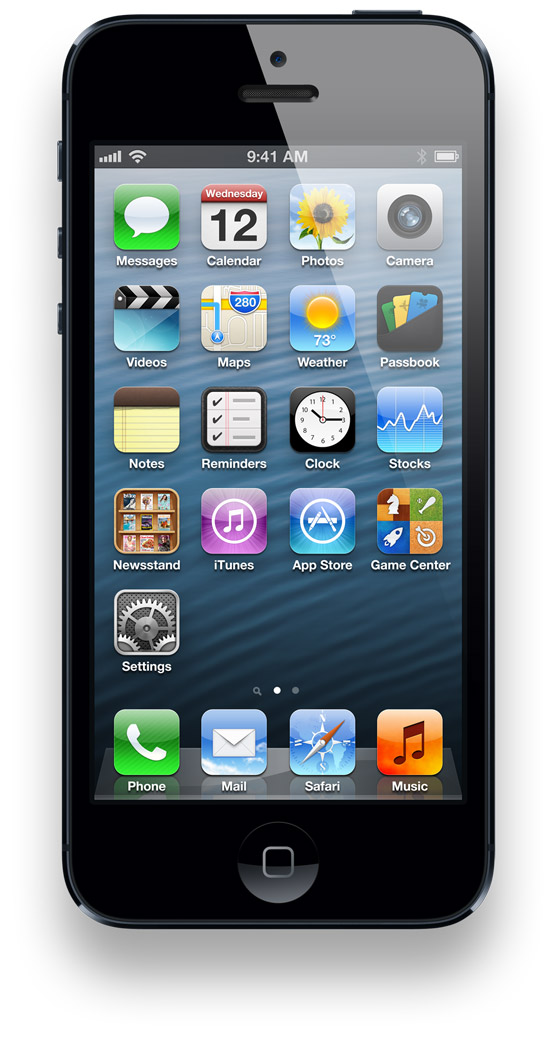 9:41 AM
Wednesday
12
280
73°
Messages Calendar Photos Camera
Videos Maps Weather Passbook
Notes Reminders Clock Stocks
Newsstand iTunes App Store Game Center
Settings
Phone Mail Safari Music